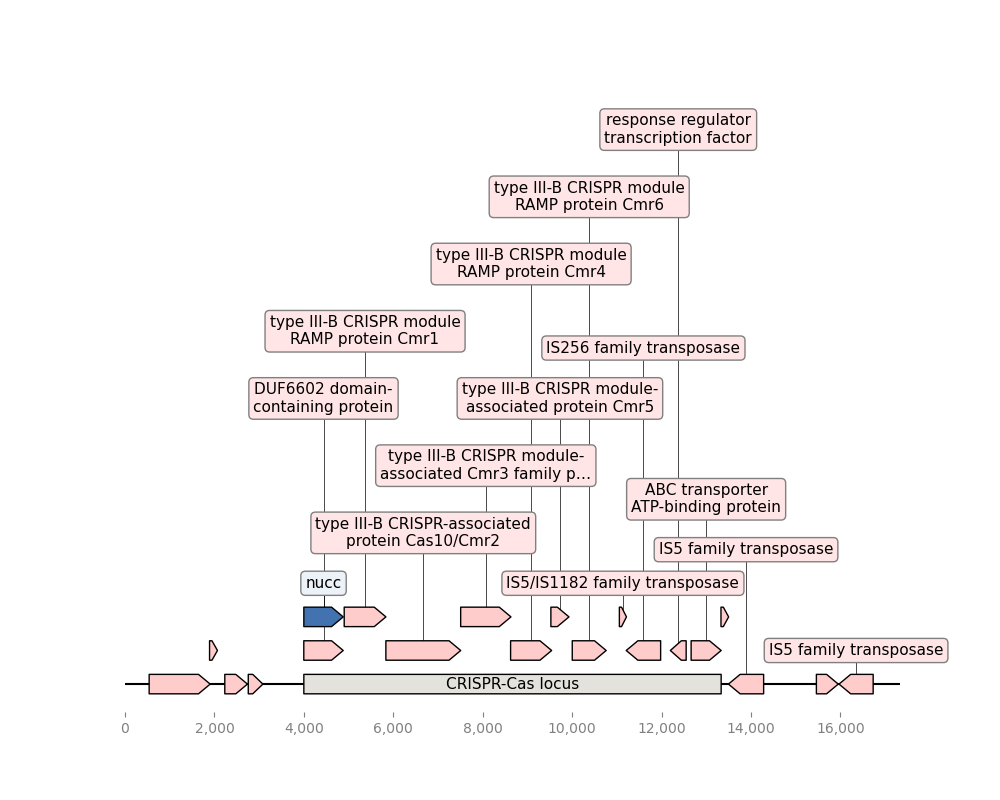 response regulator
transcription factor
type III-B CRISPR module
RAMP protein Cmr6
type III-B CRISPR module
RAMP protein Cmr4
type III-B CRISPR module
RAMP protein Cmr1
IS256 family transposase
DUF6602 domain-
containing protein
type III-B CRISPR module-
associated protein Cmr5
type III-B CRISPR module-
associated Cmr3 family p…
ABC transporter
ATP-binding protein
type III-B CRISPR-associated
protein Cas10/Cmr2
IS5 family transposase
nucc
IS5/IS1182 family transposase
IS5 family transposase
CRISPR-Cas locus
0 2,000 4,000 6,000 8,000 10,000 12,000 14,000 16,000